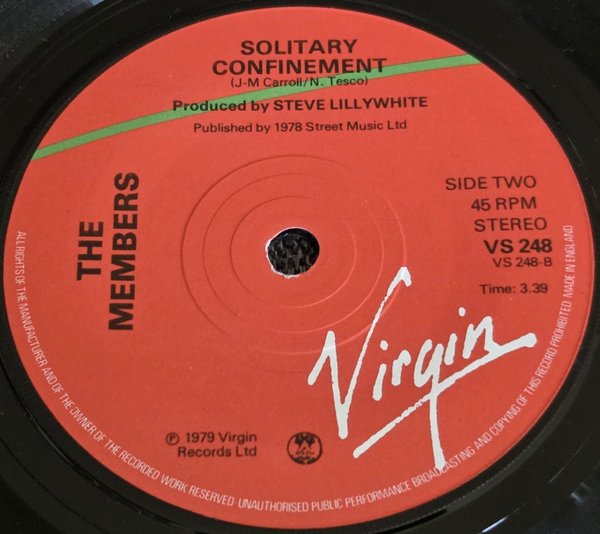 SOLITARY
CONFINEMENT
(J-M Carroll/N. Tesco)
Produced by STEVE LILLYWHITE
Published by 1978 Street Music Ltd
THE
MEMBERS
SIDE TWO
45 RPM
STEREO
VS 248
VS 248-B
Time: 3.39
Virgin
℗ 1979 Virgin
Records Ltd
ALL RIGHTS OF THE MANUFACTURER AND OF THE OWNER OF THE RECORDED WORK RESERVED UNAUTHORISED PUBLIC PERFORMANCE BROADCASTING AND COPYING OF THIS RECORD PROHIBITED MADE IN ENGLAND